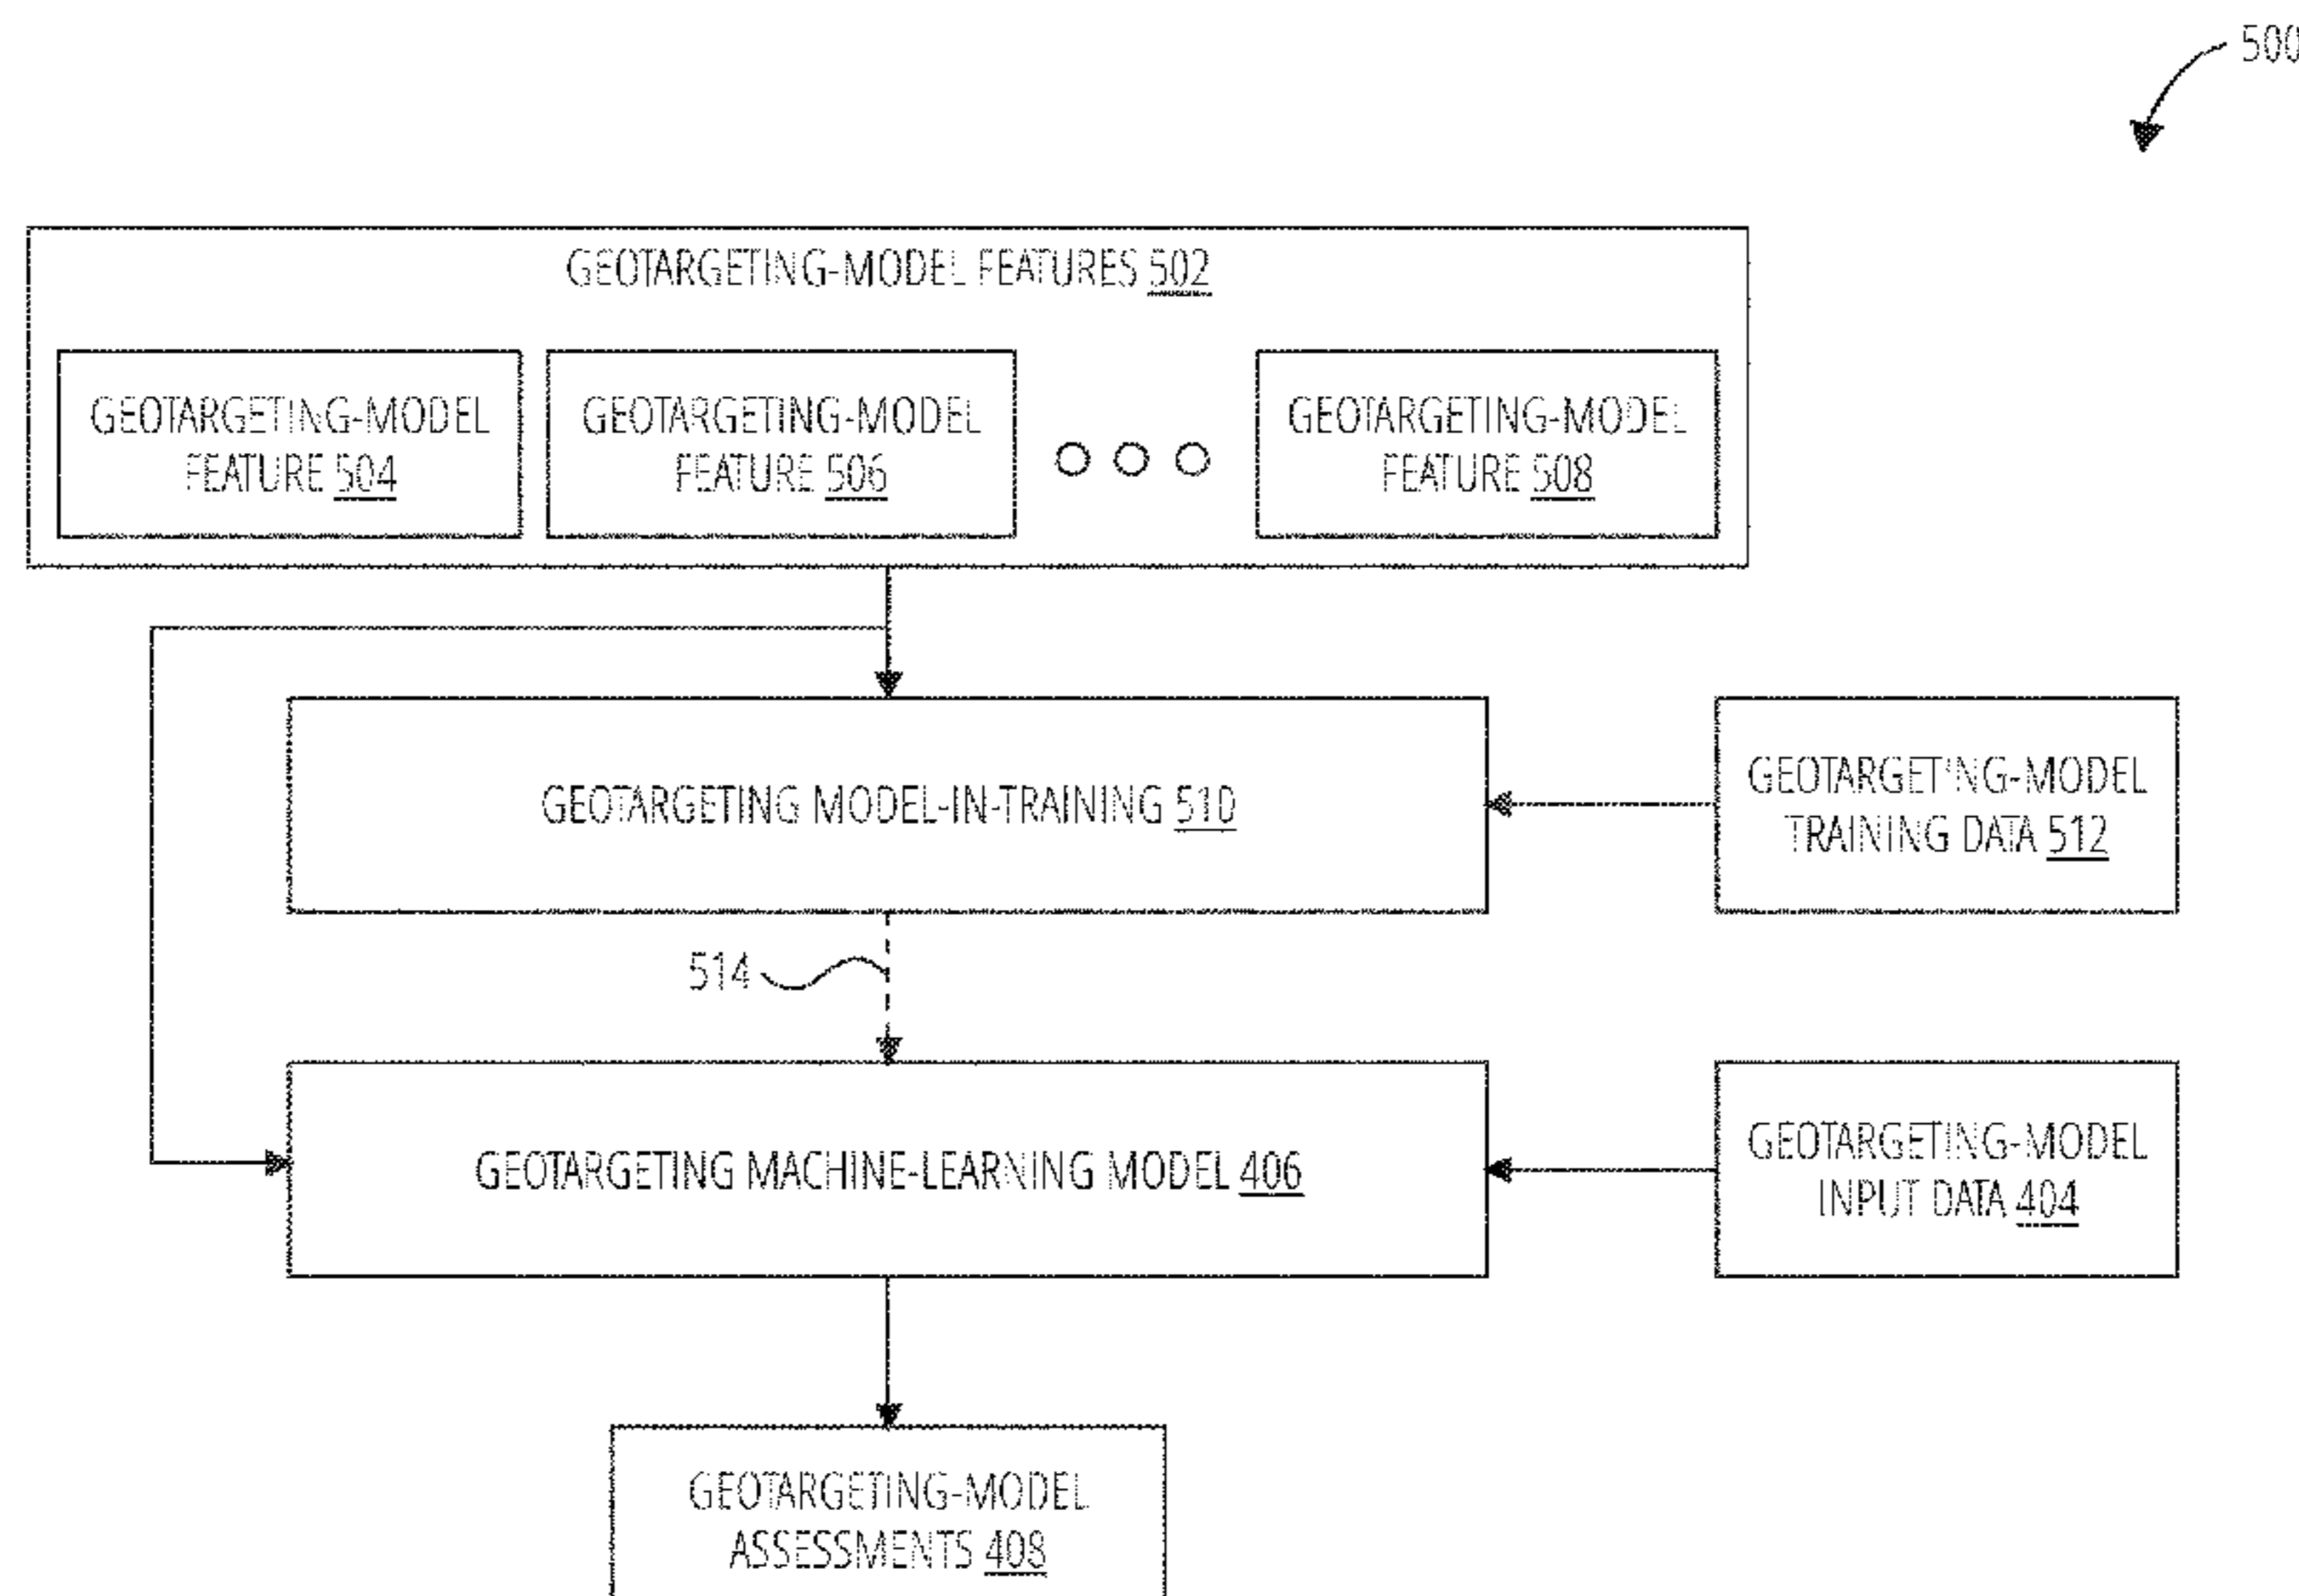 500
GEOTARGETING-MODEL FEATURES 502
GEOTARGETING-MODEL
FEATURE 504
GEOTARGETING-MODEL
FEATURE 506
GEOTARGETING-MODEL
FEATURE 508
GEOTARGETING MODEL-IN-TRAINING 510
GEOTARGETING-MODEL
TRAINING DATA 512
514
GEOTARGETING MACHINE-LEARNING MODEL 406
GEOTARGETING-MODEL
INPUT DATA 404
GEOTARGETING-MODEL
ASSESSMENTS 408